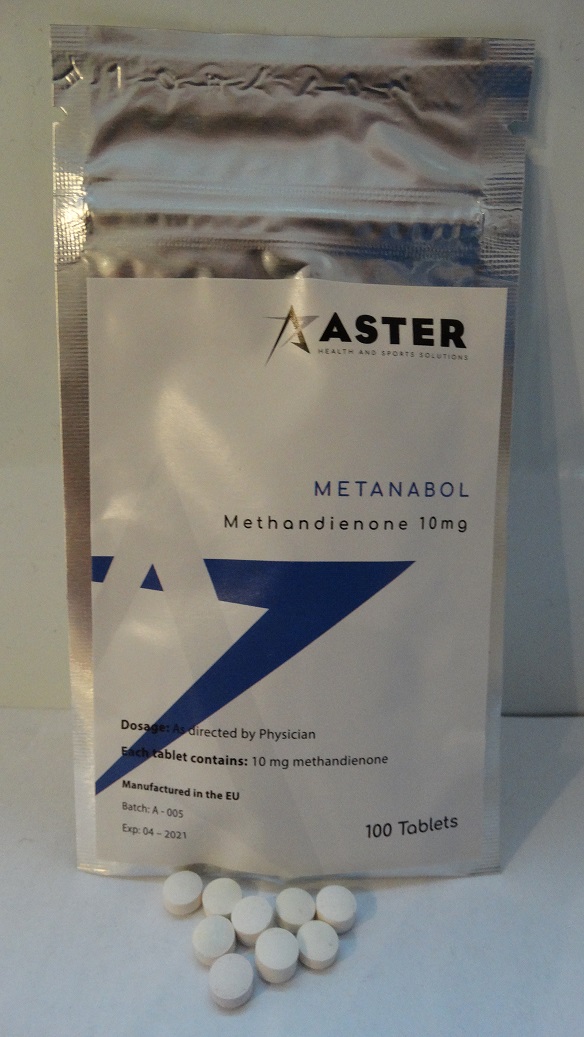 ASTER
HEALTH AND SPORTS SOLUTIONS
METANABOL
Methandienone 10mg
Dosage: As directed by Physician
Each tablet contains: 10 mg methandienone
Manufactured in the EU
Batch: A - 005
Exp: 04 – 2021
100 Tablets